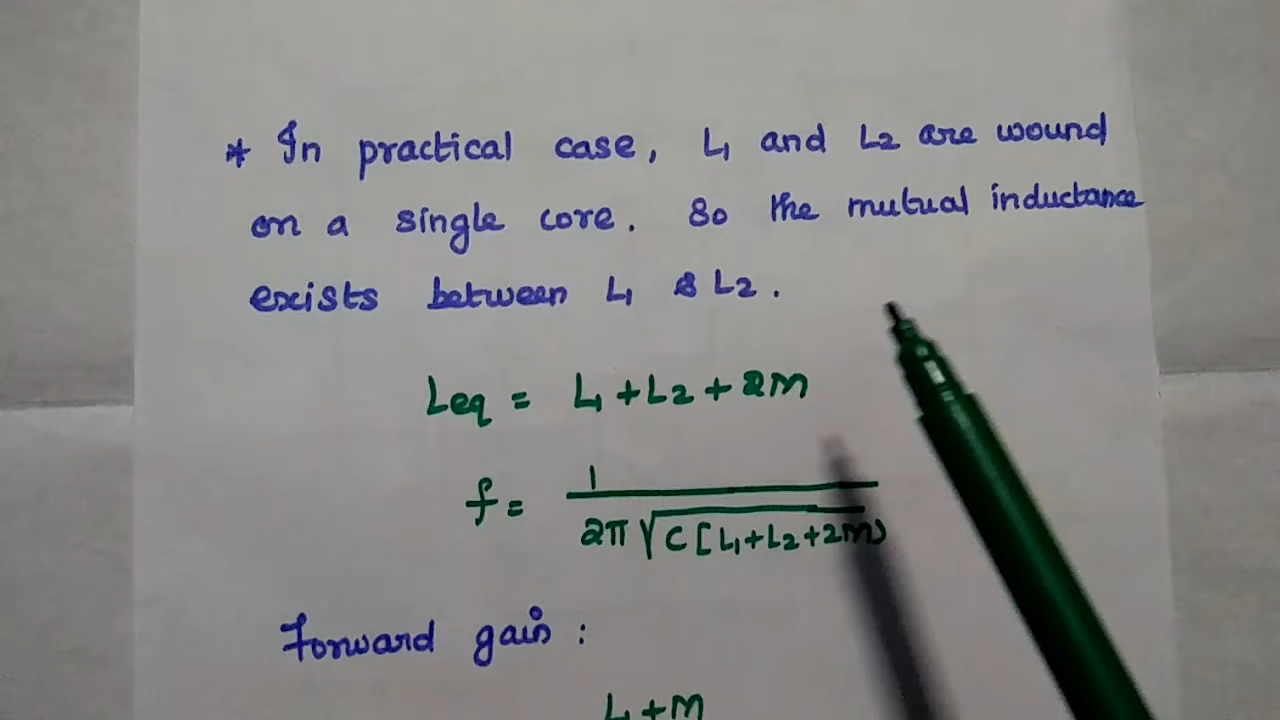 * In practical case, L1 and L2 are wound
on a single core. So the mutual inductance
exists between L1 & L2.
Leq = L1 + L2 + 2M
f = 1
2π √C[L1+L2+2M)
Forward gain :
L1 + M